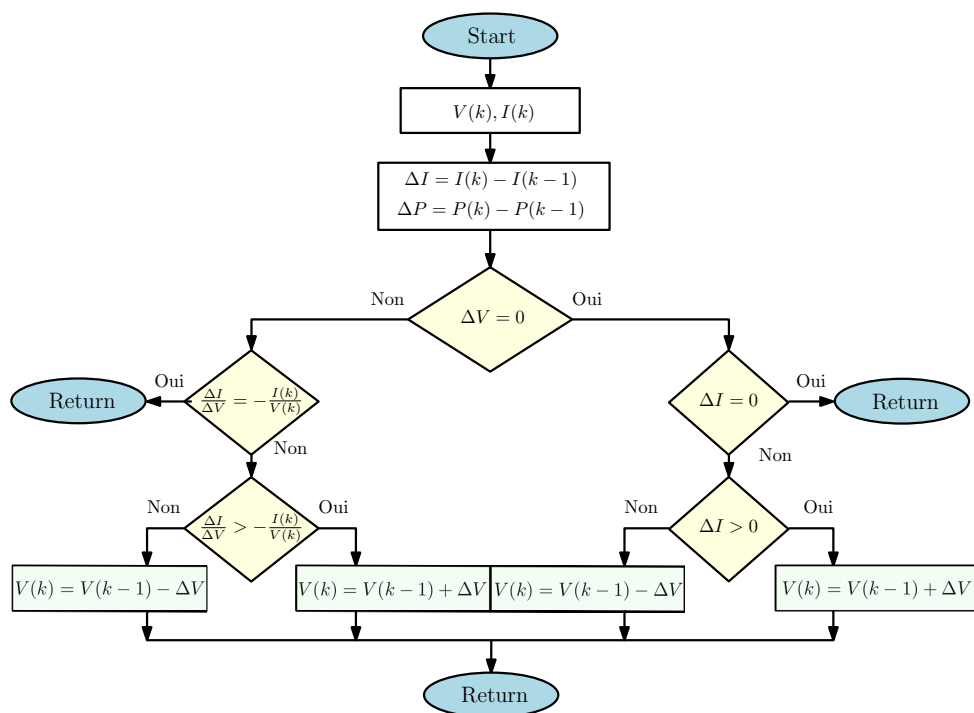 Start
V(k), I(k)
ΔI = I(k) − I(k − 1)
ΔP = P(k) − P(k − 1)
Non
Oui
ΔV = 0
Oui
Oui
Return
ΔI/ΔV = −I(k)/V(k)
ΔI = 0
Return
Non
Non
Non
Oui
Non
Oui
ΔI/ΔV > −I(k)/V(k)
ΔI > 0
V(k) = V(k − 1) − ΔV
V(k) = V(k − 1) + ΔV
V(k) = V(k − 1) − ΔV
V(k) = V(k − 1) + ΔV
Return